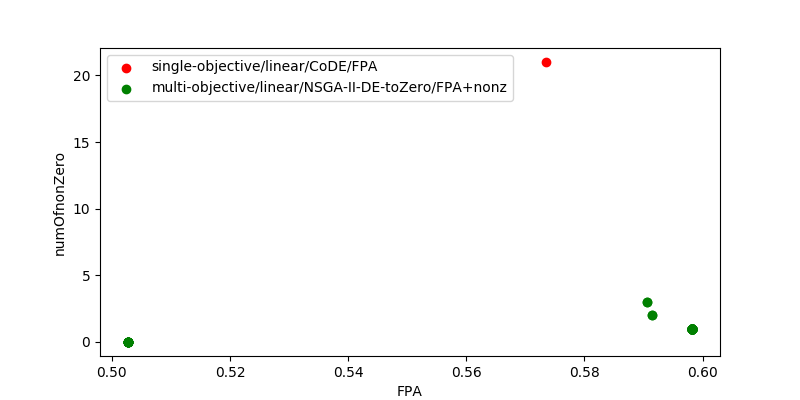 single-objective/linear/CoDE/FPA
multi-objective/linear/NSGA-II-DE-toZero/FPA+nonz
numOfnonZero
20
15
10
5
0
0.50 0.52 0.54 0.56 0.58 0.60
FPA